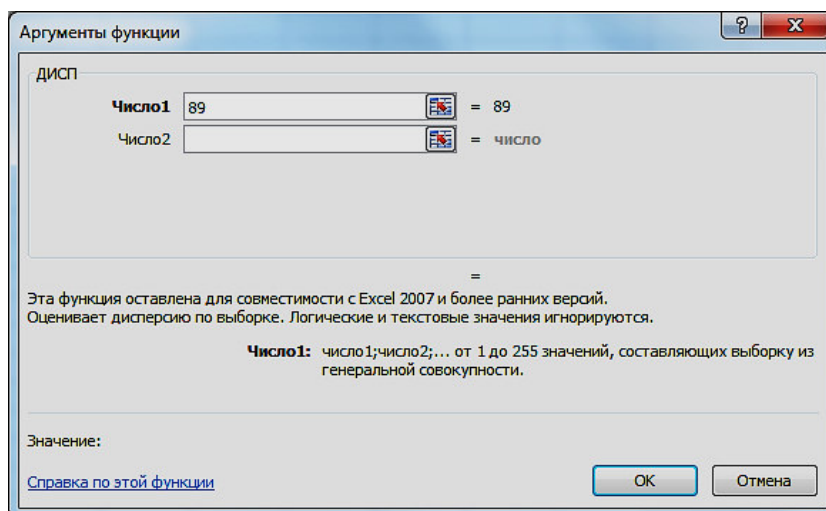 Аргументы функции
ДИСП
Число1 89 = 89
Число2 = число
=
Эта функция оставлена для совместимости с Excel 2007 и более ранних версий.
Оценивает дисперсию по выборке. Логические и текстовые значения игнорируются.
Число1: число1;число2;... от 1 до 255 значений, составляющих выборку из
генеральной совокупности.
Значение:
Справка по этой функции
ОК
Отмена